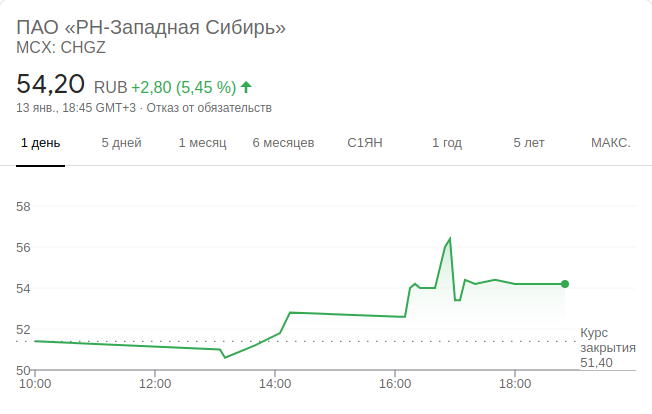 ПАО «РН-Западная Сибирь»
MCX: CHGZ
54,20 RUB +2,80 (5,45 %)
13 янв., 18:45 GMT+3 · Отказ от обязательств
1 день 5 дней 1 месяц 6 месяцев С1ЯН 1 год 5 лет МАКС.
58
56
54
52
50
Курс
закрытия
51,40
10:00 12:00 14:00 16:00 18:00